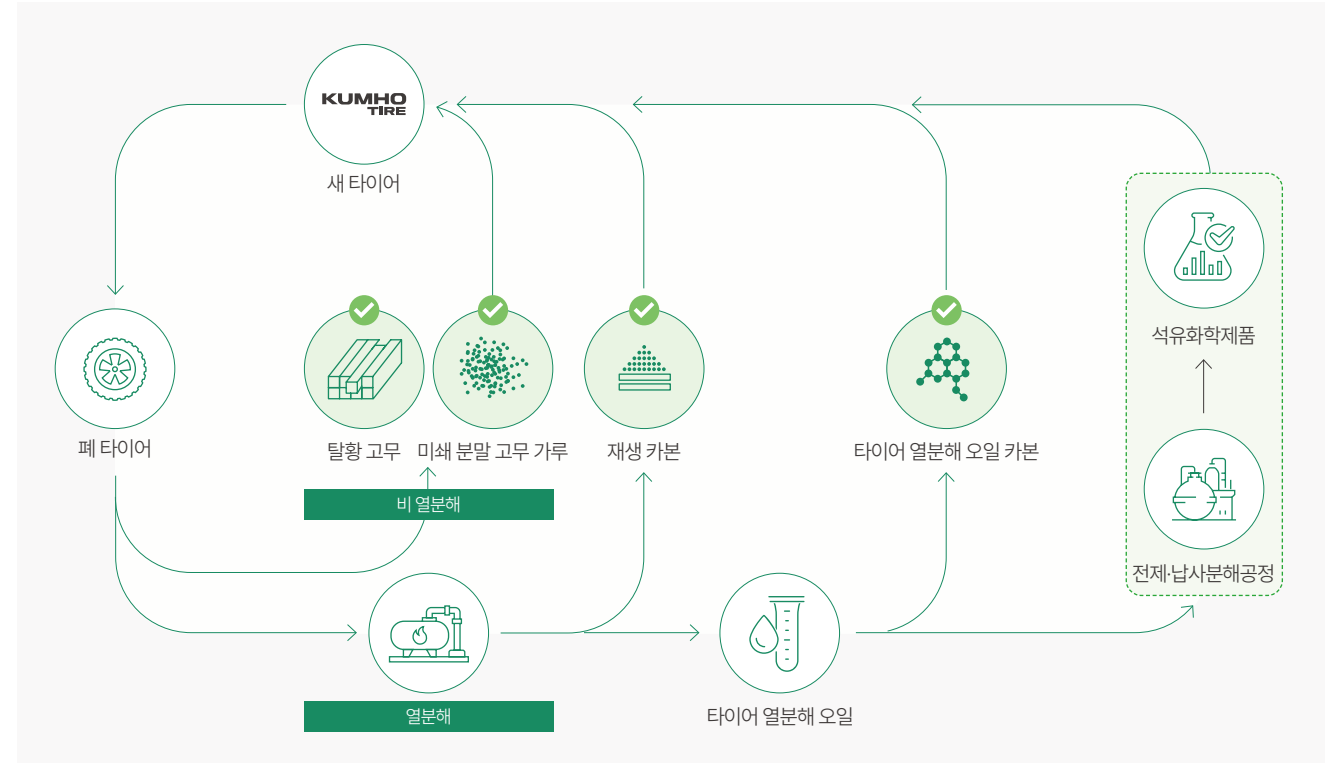 KUMHO
TIRE
새 타이어
석유화학제품
폐 타이어
탈황 고무
미쇄 분말 고무 가루
재생 카본
타이어 열분해 오일 카본
비 열분해
전제·납사분해공정
열분해
타이어 열분해 오일